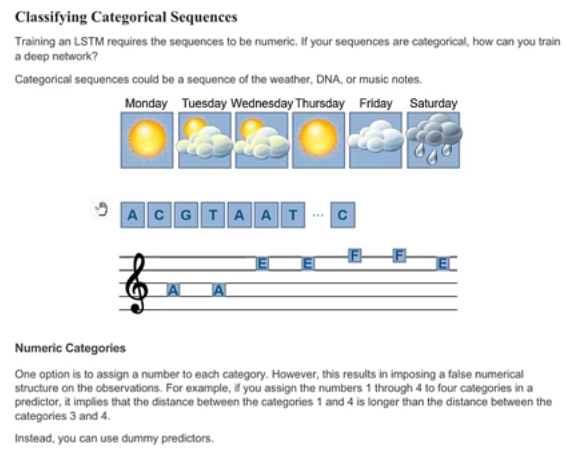 Classifying Categorical Sequences
Training an LSTM requires the sequences to be numeric. If your sequences are categorical, how can you train
a deep network?
Categorical sequences could be a sequence of the weather, DNA, or music notes.
Monday Tuesday Wednesday Thursday Friday Saturday
A C G T A A T ... C
A A E E F F E
Numeric Categories
One option is to assign a number to each category. However, this results in imposing a false numerical
structure on the observations. For example, if you assign the numbers 1 through 4 to four categories in a
predictor, it implies that the distance between the categories 1 and 4 is longer than the distance between the
categories 3 and 4.
Instead, you can use dummy predictors.